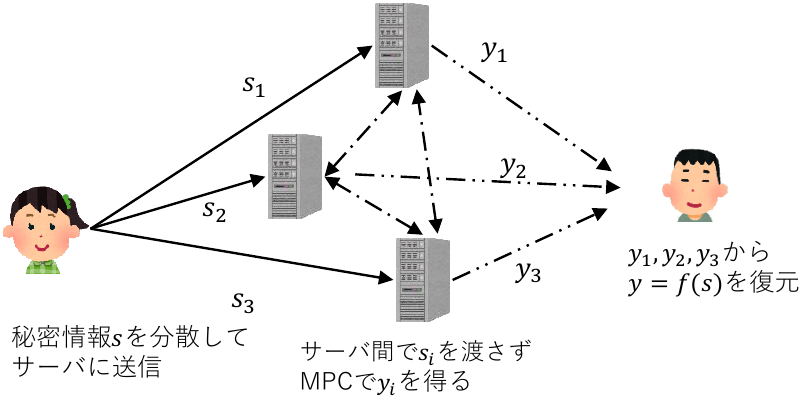 s₁
y₁
y₂
s₂
s₃
y₃
秘密情報sを分散して
サーバに送信
サーバ間でsᵢを渡さず
MPCでyᵢを得る
y₁, y₂, y₃から
y = f(s)を復元